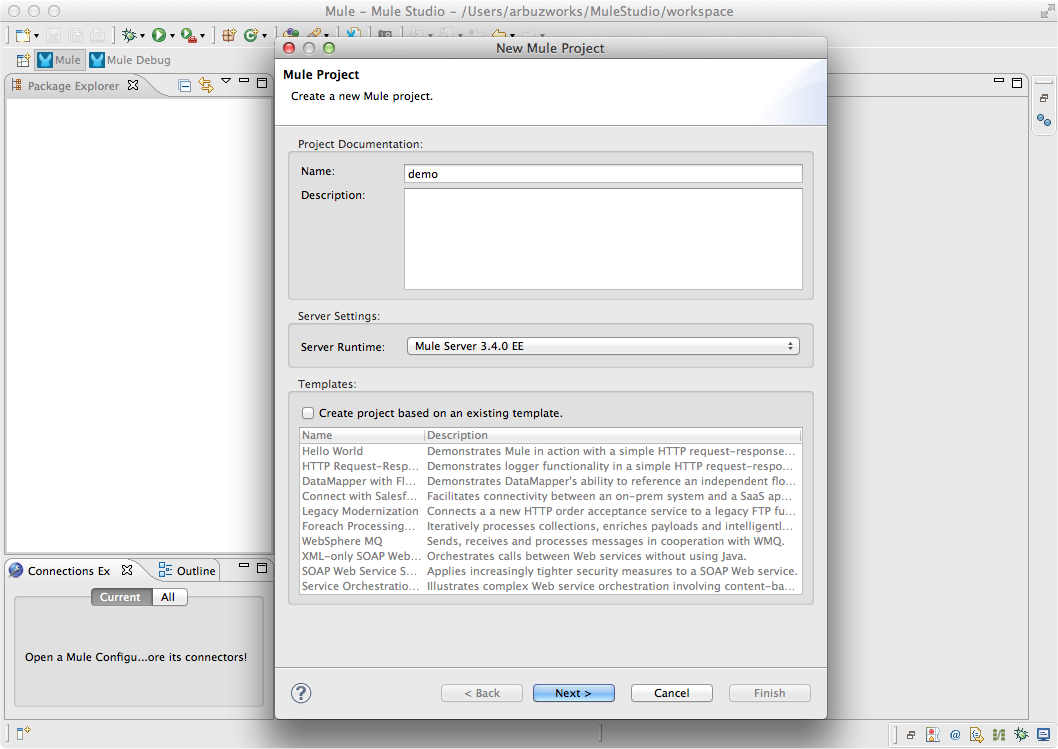 Mule – Mule Studio – /Users/arbuzworks/MuleStudio/workspace
Mule
Mule Debug
Package Explorer
New Mule Project
Mule Project
Create a new Mule project.
Project Documentation:
Name:
demo
Description:
Server Settings:
Server Runtime:
Mule Server 3.4.0 EE
Templates:
Create project based on an existing template.
Name Description
Hello World Demonstrates Mule in action with a simple HTTP request-response...
HTTP Request-Resp... Demonstrates logger functionality in a simple HTTP request-respo...
DataMapper with Fl... Demonstrates DataMapper's ability to reference an independent flo...
Connect with Salesf... Facilitates connectivity between an on-prem system and a SaaS ap...
Legacy Modernization Connects a a new HTTP order acceptance service to a legacy FTP fu...
Foreach Processing... Iteratively processes collections, enriches payloads and intelligentl...
WebSphere MQ Sends, receives and processes messages in cooperation with WMQ.
XML-only SOAP Web... Orchestrates calls between Web services without using Java.
SOAP Web Service S... Applies increasingly tighter security measures to a SOAP Web service.
Service Orchestratio... Illustrates complex Web service orchestration involving content-ba...
Connections Ex
Outline
Current All
Open a Mule Configu...ore its connectors!
? < Back Next > Cancel Finish